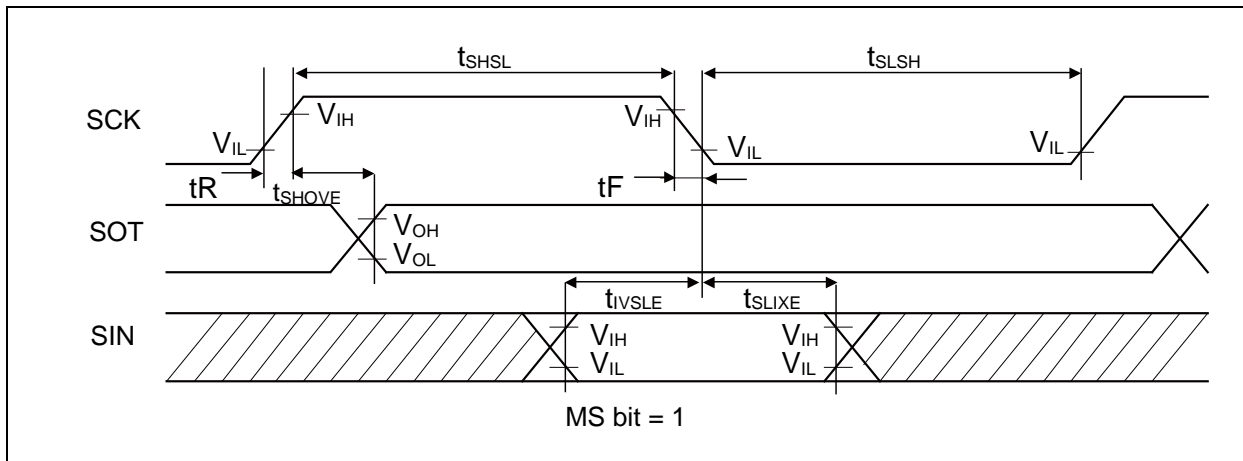 tSHSL
tSLSH
SCK
VIH
VIH
VIL
VIL
VIL
tR
tSHOVE
tF
SOT
VOH
VOL
tIVSLE
tSLIXE
SIN
VIH
VIH
VIL
VIL
MS bit = 1